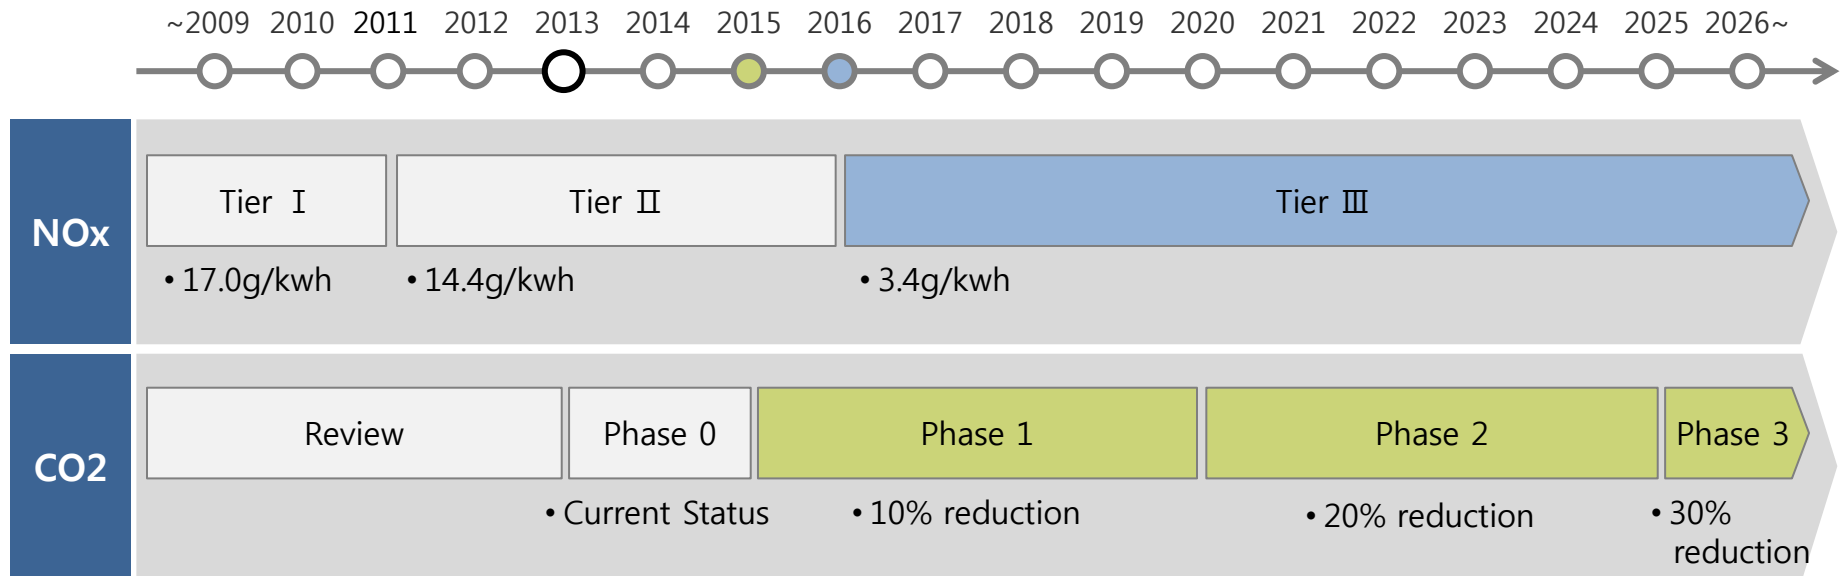 ~2009 2010 2011 2012 2013 2014 2015 2016 2017 2018 2019 2020 2021 2022 2023 2024 2025 2026~
NOx
Tier Ⅰ
Tier Ⅱ
Tier Ⅲ
• 17.0g/kwh
• 14.4g/kwh
• 3.4g/kwh
CO2
Review
Phase 0
Phase 1
Phase 2
Phase 3
• Current Status
• 10% reduction
• 20% reduction
• 30%
reduction